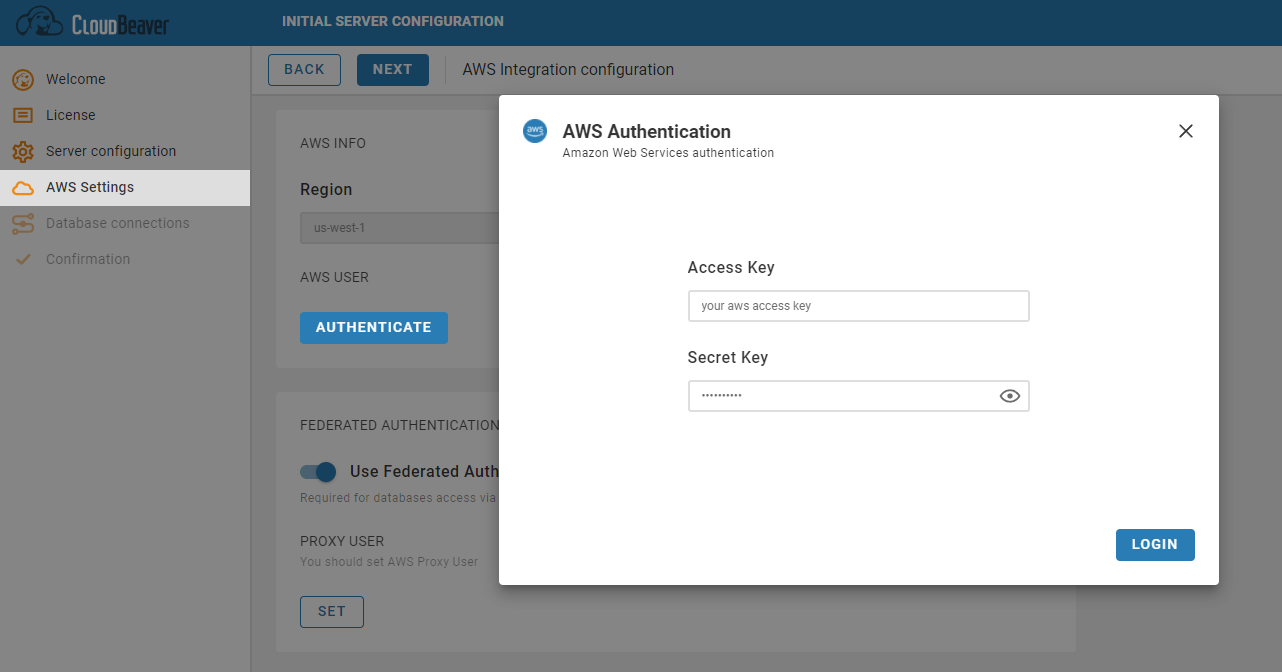 CloudBeaver
INITIAL SERVER CONFIGURATION
Welcome
License
Server configuration
AWS Settings
Database connections
Confirmation
BACK
NEXT
AWS Integration configuration
AWS INFO
Region
us-west-1
AWS USER
AUTHENTICATE
FEDERATED AUTHENTICATION
Use Federated Auth
Required for databases access via
PROXY USER
You should set AWS Proxy User
SET
aws
AWS Authentication
Amazon Web Services authentication
Access Key
your aws access key
Secret Key
••••••••••
LOGIN